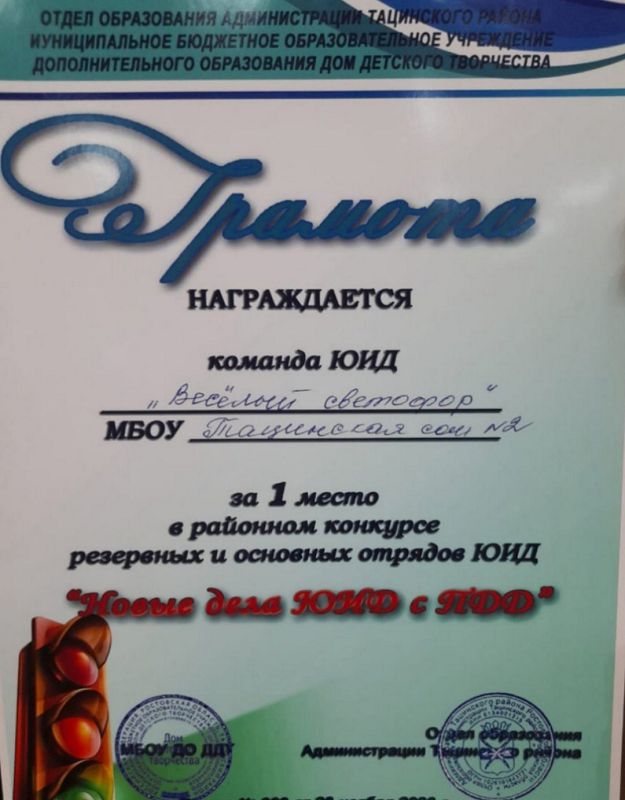 ОТДЕЛ ОБРАЗОВАНИЯ АДМИНИСТРАЦИИ ТАЦИНСКОГО РАЙОНА
МУНИЦИПАЛЬНОЕ БЮДЖЕТНОЕ ОБРАЗОВАТЕЛЬНОЕ УЧРЕЖДЕНИЕ
ДОПОЛНИТЕЛЬНОГО ОБРАЗОВАНИЯ ДОМ ДЕТСКОГО ТВОРЧЕСТВА
Грамота
НАГРАЖДАЕТСЯ
команда ЮИД
„Весёлый светофор"
МБОУ Тацинская сош №2
за 1 место
в районном конкурсе
резервных и основных отрядов ЮИД
“Новые дела ЮИД с ПДД”
Дом
МБОУ ДО ДДТ
творчества
Отдел образования
Администрации Тацинского района